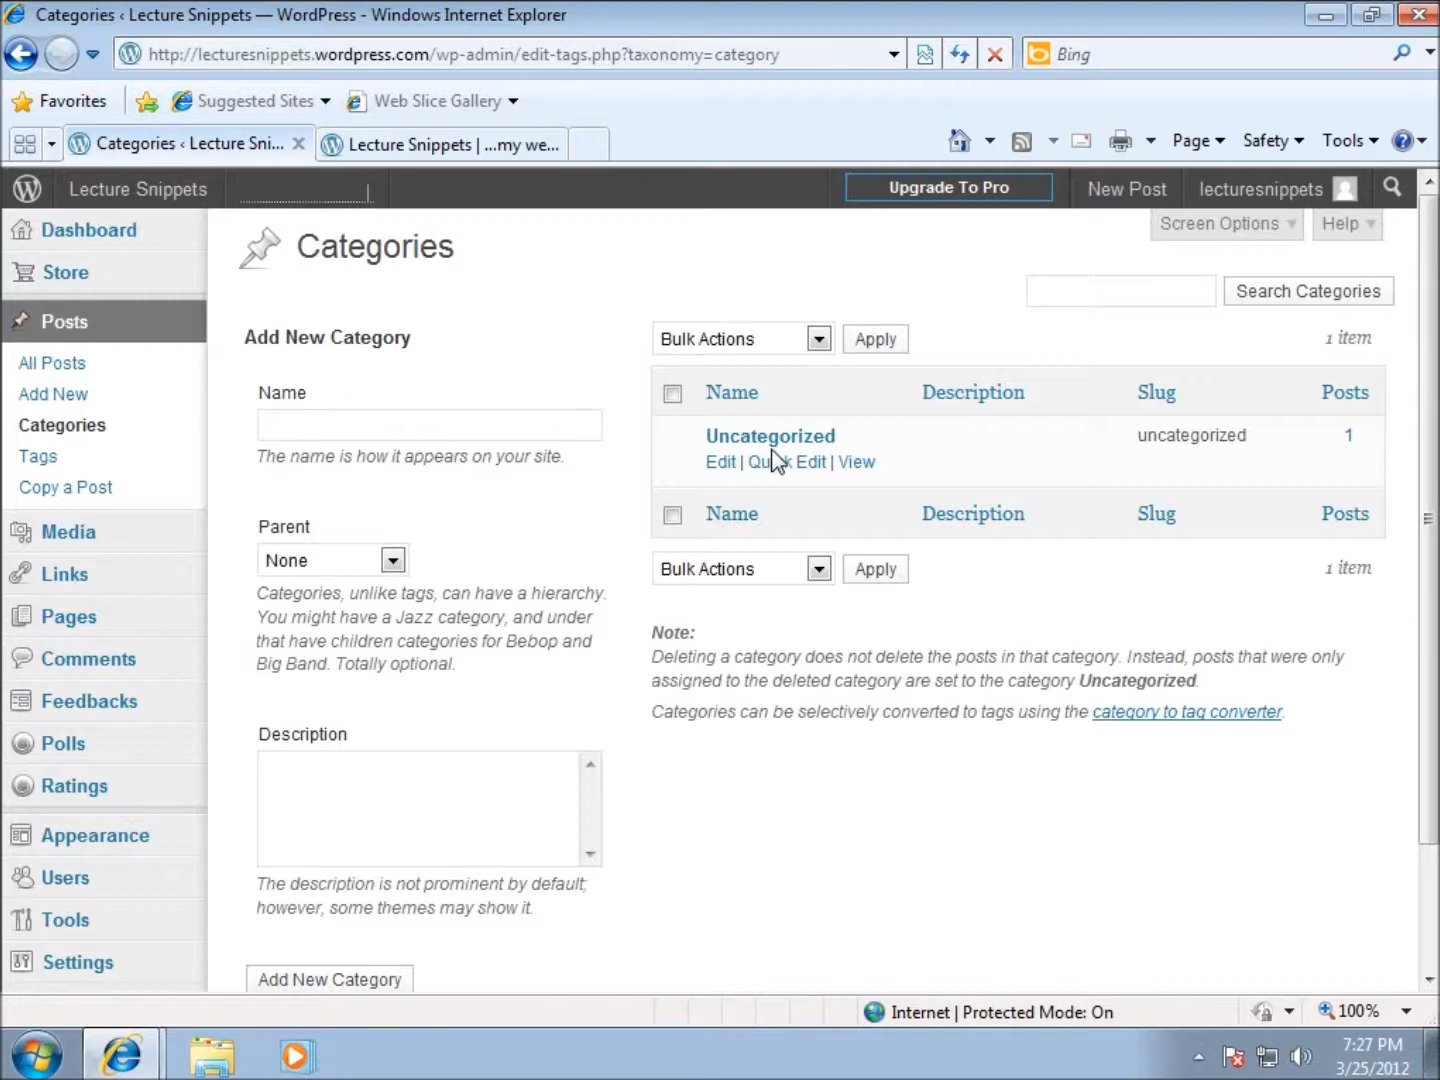 Categories ‹ Lecture Snippets — WordPress - Windows Internet Explorer
http://lecturesnippets.wordpress.com/wp-admin/edit-tags.php?taxonomy=category
Bing
Favorites
Suggested Sites
Web Slice Gallery
Categories ‹ Lecture Sni...
Lecture Snippets | ...my we...
Page
Safety
Tools
Lecture Snippets
Upgrade To Pro
New Post
lecturesnippets
Dashboard
Store
Posts
All Posts
Add New
Categories
Tags
Copy a Post
Media
Links
Pages
Comments
Feedbacks
Polls
Ratings
Appearance
Users
Tools
Settings
Screen Options
Help
Categories
Search Categories
Add New Category
Name
The name is how it appears on your site.
Parent
None
Categories, unlike tags, can have a hierarchy.
You might have a Jazz category, and under
that have children categories for Bebop and
Big Band. Totally optional.
Description
The description is not prominent by default;
however, some themes may show it.
Add New Category
Bulk Actions
Apply
1 item
Name Description Slug Posts
Uncategorized uncategorized 1
Edit | Quick Edit | View
Name Description Slug Posts
Bulk Actions
Apply
1 item
Note:
Deleting a category does not delete the posts in that category. Instead, posts that were only
assigned to the deleted category are set to the category Uncategorized.
Categories can be selectively converted to tags using the category to tag converter.
Internet | Protected Mode: On
100%
7:27 PM
3/25/2012